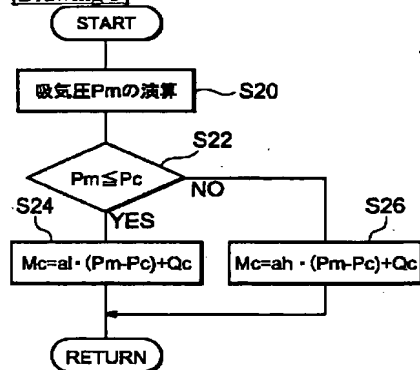 START
吸気圧Pmの演算
S20
S22
Pm≦Pc
NO
S24
YES
S26
Mc=al・(Pm-Pc)+Qc
Mc=ah・(Pm-Pc)+Qc
RETURN